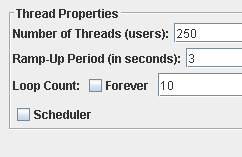 Thread Properties
Number of Threads (users): 250
Ramp-Up Period (in seconds): 3
Loop Count: Forever 10
Scheduler